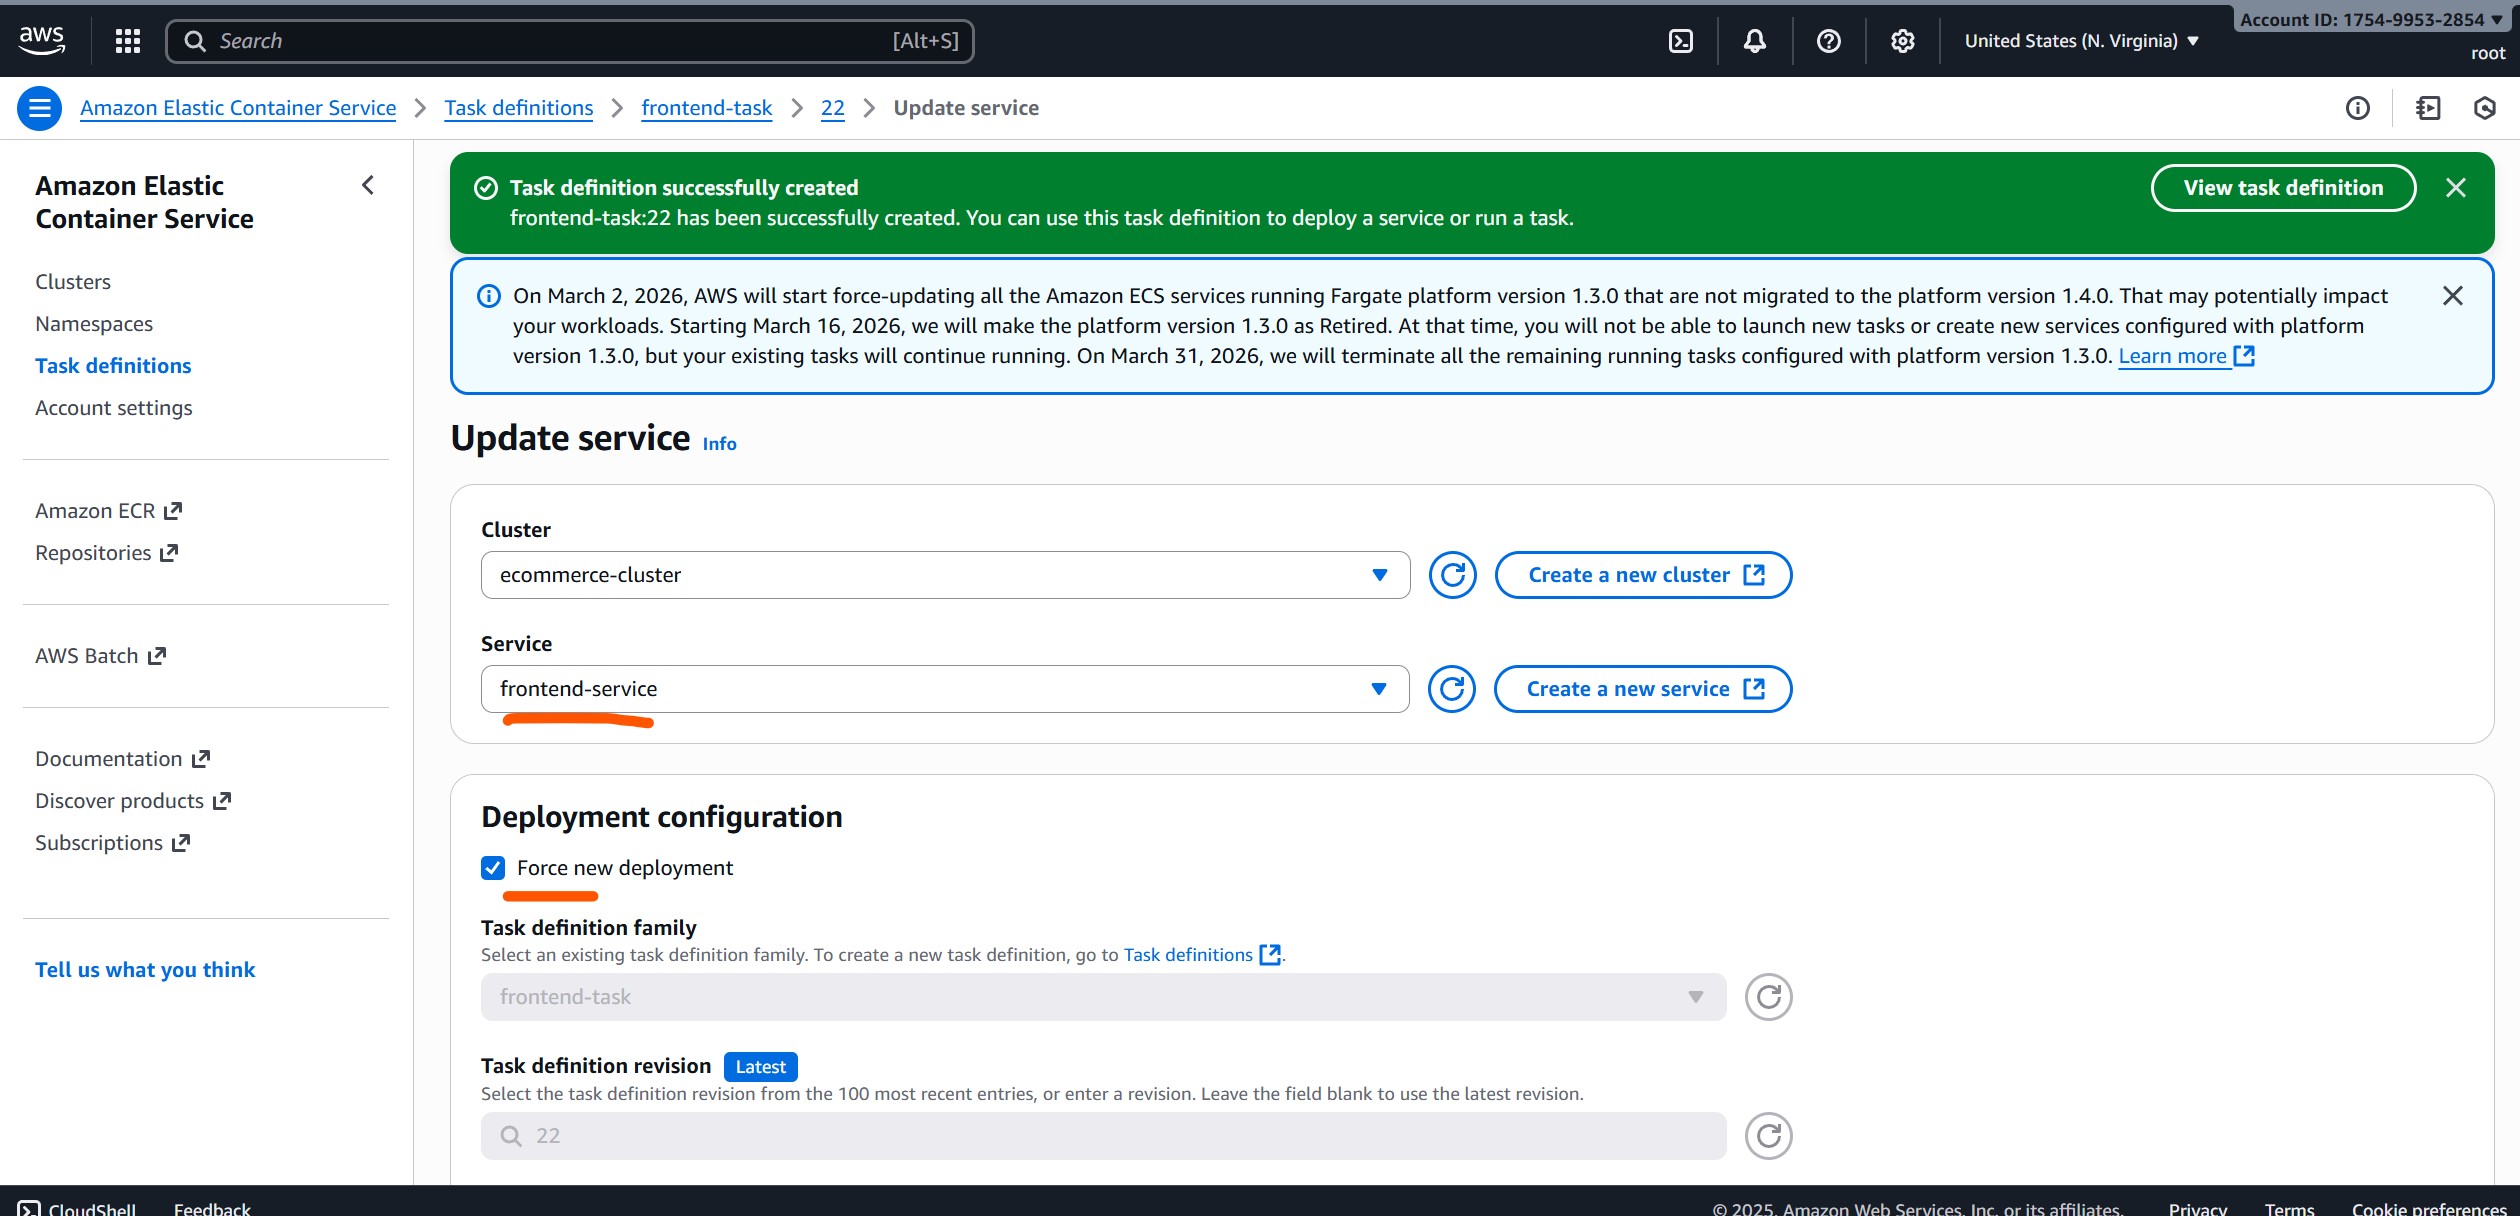 aws
Search [Alt+S]
United States (N. Virginia)
Account ID: 1754-9953-2854
root
Amazon Elastic Container Service > Task definitions > frontend-task > 22 > Update service
Amazon Elastic
Container Service
Clusters
Namespaces
Task definitions
Account settings
Amazon ECR
Repositories
AWS Batch
Documentation
Discover products
Subscriptions
Tell us what you think
Task definition successfully created
frontend-task:22 has been successfully created. You can use this task definition to deploy a service or run a task.
View task definition
On March 2, 2026, AWS will start force-updating all the Amazon ECS services running Fargate platform version 1.3.0 that are not migrated to the platform version 1.4.0. That may potentially impact
your workloads. Starting March 16, 2026, we will make the platform version 1.3.0 as Retired. At that time, you will not be able to launch new tasks or create new services configured with platform
version 1.3.0, but your existing tasks will continue running. On March 31, 2026, we will terminate all the remaining running tasks configured with platform version 1.3.0. Learn more
Update service Info
Cluster
ecommerce-cluster
Create a new cluster
Service
frontend-service
Create a new service
Deployment configuration
Force new deployment
Task definition family
Select an existing task definition family. To create a new task definition, go to Task definitions.
frontend-task
Task definition revision Latest
Select the task definition revision from the 100 most recent entries, or enter a revision. Leave the field blank to use the latest revision.
22
CloudShell Feedback © 2025, Amazon Web Services, Inc. or its affiliates. Privacy Terms Cookie preferences